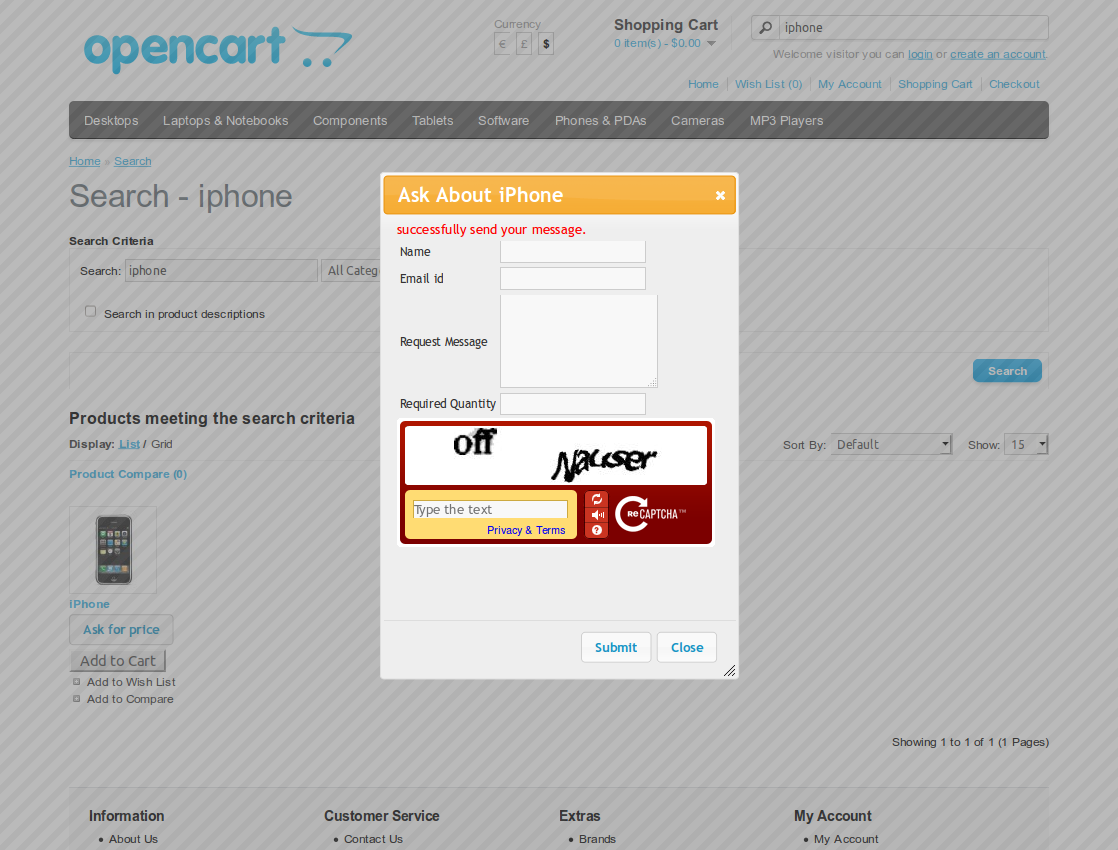 opencart
Currency
€ £ $
Shopping Cart
0 item(s) - $0.00
iphone
Welcome visitor you can login or create an account.
Home Wish List (0) My Account Shopping Cart Checkout
Desktops Laptops & Notebooks Components Tablets Software Phones & PDAs Cameras MP3 Players
Home » Search
Search - iphone
Search Criteria
Search: iphone All Categ
Search in product descriptions
Search
Products meeting the search criteria
Display: List / Grid
Sort By: Default Show: 15
Product Compare (0)
iPhone
Ask for price
Add to Cart
Add to Wish List
Add to Compare
Showing 1 to 1 of 1 (1 Pages)
Information Customer Service Extras My Account
About Us Contact Us Brands My Account
Ask About iPhone
successfully send your message.
Name
Email id
Request Message
Required Quantity
off Nauser
Type the text
Privacy & Terms
reCAPTCHA™
Submit Close